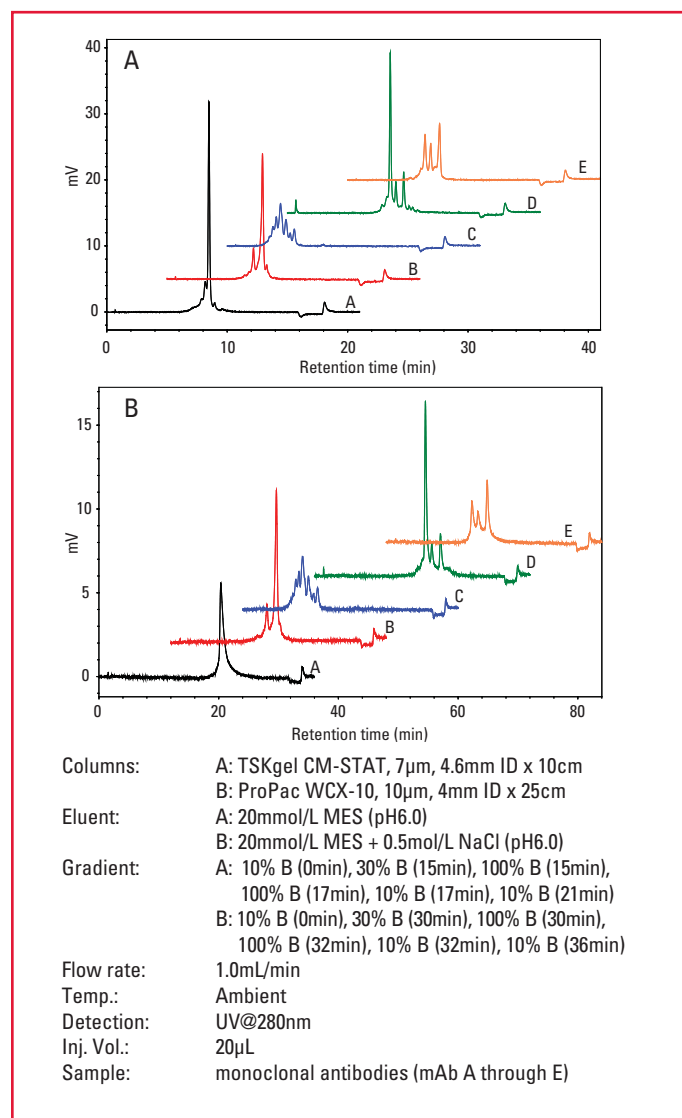 A
40
30
20
10
0
mV
E
D
C
B
A
0 10 20 30 40
Retention time (min)
B
15
10
5
0
mV
E
D
C
B
A
0 20 40 60 80
Retention time (min)
Columns: A: TSKgel CM-STAT, 7µm, 4.6mm ID x 10cm
B: ProPac WCX-10, 10µm, 4mm ID x 25cm
Eluent: A: 20mmol/L MES (pH6.0)
B: 20mmol/L MES + 0.5mol/L NaCl (pH6.0)
Gradient: A: 10% B (0min), 30% B (15min), 100% B (15min),
100% B (17min), 10% B (17min), 10% B (21min)
B: 10% B (0min), 30% B (30min), 100% B (30min),
100% B (32min), 10% B (32min), 10% B (36min)
Flow rate: 1.0mL/min
Temp.: Ambient
Detection: UV@280nm
Inj. Vol.: 20µL
Sample: monoclonal antibodies (mAb A through E)